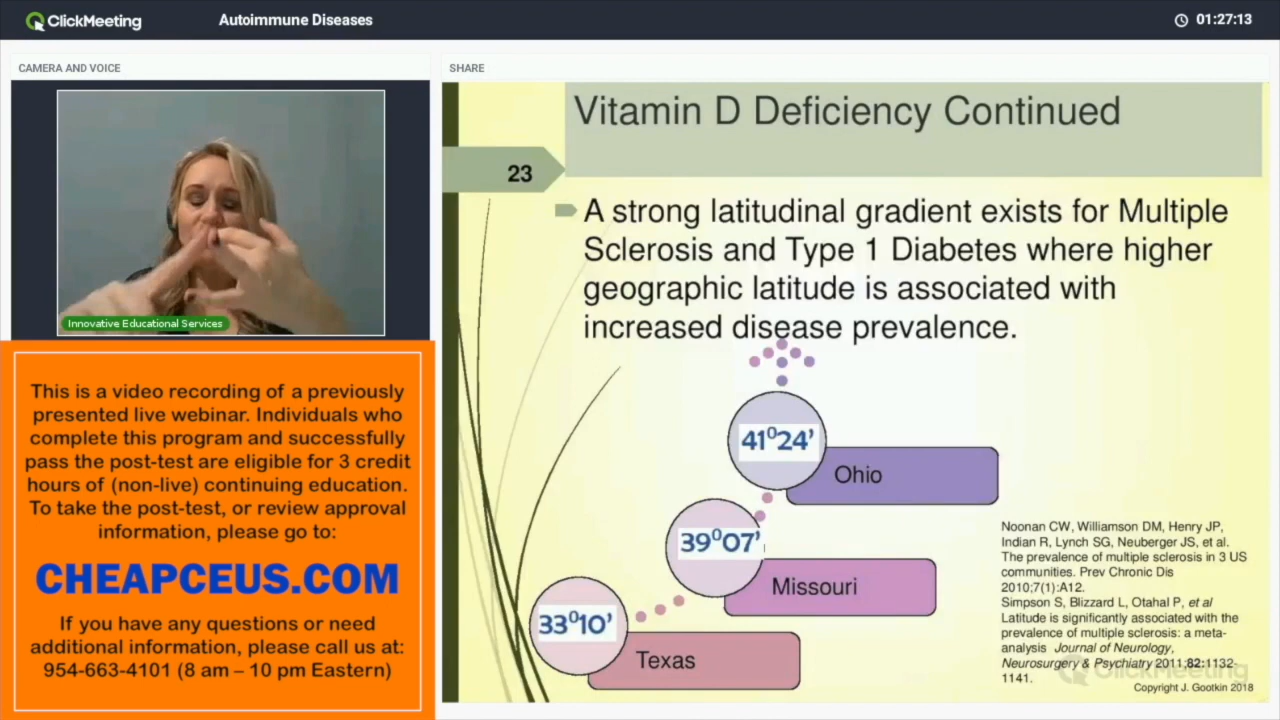 ClickMeeting
Autoimmune Diseases
01:27:13
CAMERA AND VOICE
SHARE
Innovative Educational Services
This is a video recording of a previously
presented live webinar. Individuals who
complete this program and successfully
pass the post-test are eligible for 3 credit
hours of (non-live) continuing education.
To take the post-test, or review approval
information, please go to:
CHEAPCEUS.COM
If you have any questions or need
additional information, please call us at:
954-663-4101 (8 am – 10 pm Eastern)
Vitamin D Deficiency Continued
23
A strong latitudinal gradient exists for Multiple
Sclerosis and Type 1 Diabetes where higher
geographic latitude is associated with
increased disease prevalence.
41⁰24’
Ohio
39⁰07’
Missouri
33⁰10’
Texas
Noonan CW, Williamson DM, Henry JP,
Indian R, Lynch SG, Neuberger JS, et al.
The prevalence of multiple sclerosis in 3 US
communities. Prev Chronic Dis
2010;7(1):A12.
Simpson S, Blizzard L, Otahal P, et al
Latitude is significantly associated with the
prevalence of multiple sclerosis: a meta-
analysis Journal of Neurology,
Neurosurgery & Psychiatry 2011;82:1132-
1141.
ClickMeeting
Copyright J. Gootkin 2018